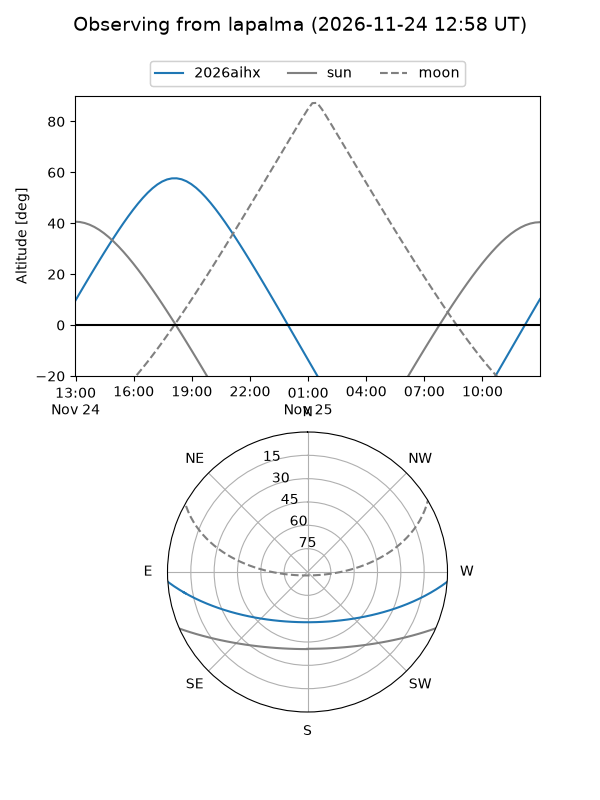 Observing from lapalma (2026-11-24 12:58 UT)
2026aihx sun moon
Altitude [deg]
80
60
40
20
0
−20
13:00 16:00 19:00 22:00 01:00 04:00 07:00 10:00
Nov 24 Nov 25
N
NE NW
15
30
45
60
75
E W
SE SW
S